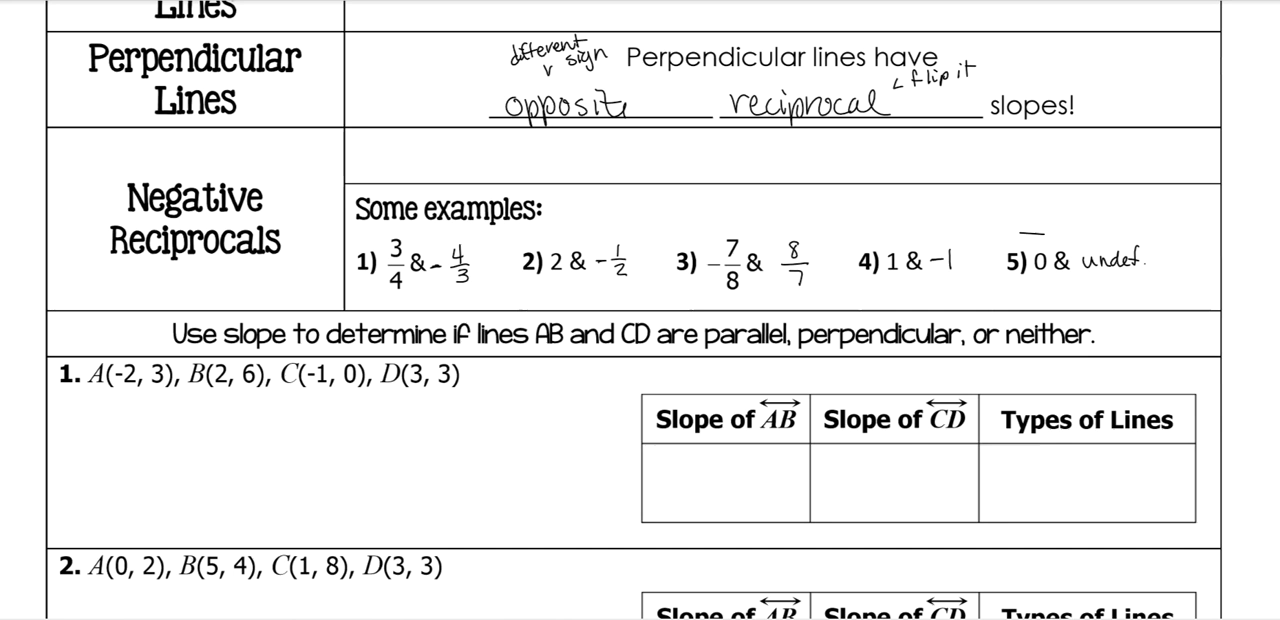 Lines
Perpendicular
Lines
different
sign
Perpendicular lines have
flip it
opposite reciprocal slopes!
Negative
Reciprocals
Some examples:
1) 3/4 & - 4/3 2) 2 & - 1/2 3) - 7/8 & 8/7 4) 1 & -1 5) 0 & undef.
Use slope to determine if lines AB and CD are parallel, perpendicular, or neither.
1. A(-2, 3), B(2, 6), C(-1, 0), D(3, 3)
Slope of AB Slope of CD Types of Lines
2. A(0, 2), B(5, 4), C(1, 8), D(3, 3)
Slope of AB Slope of CD Types of Lines